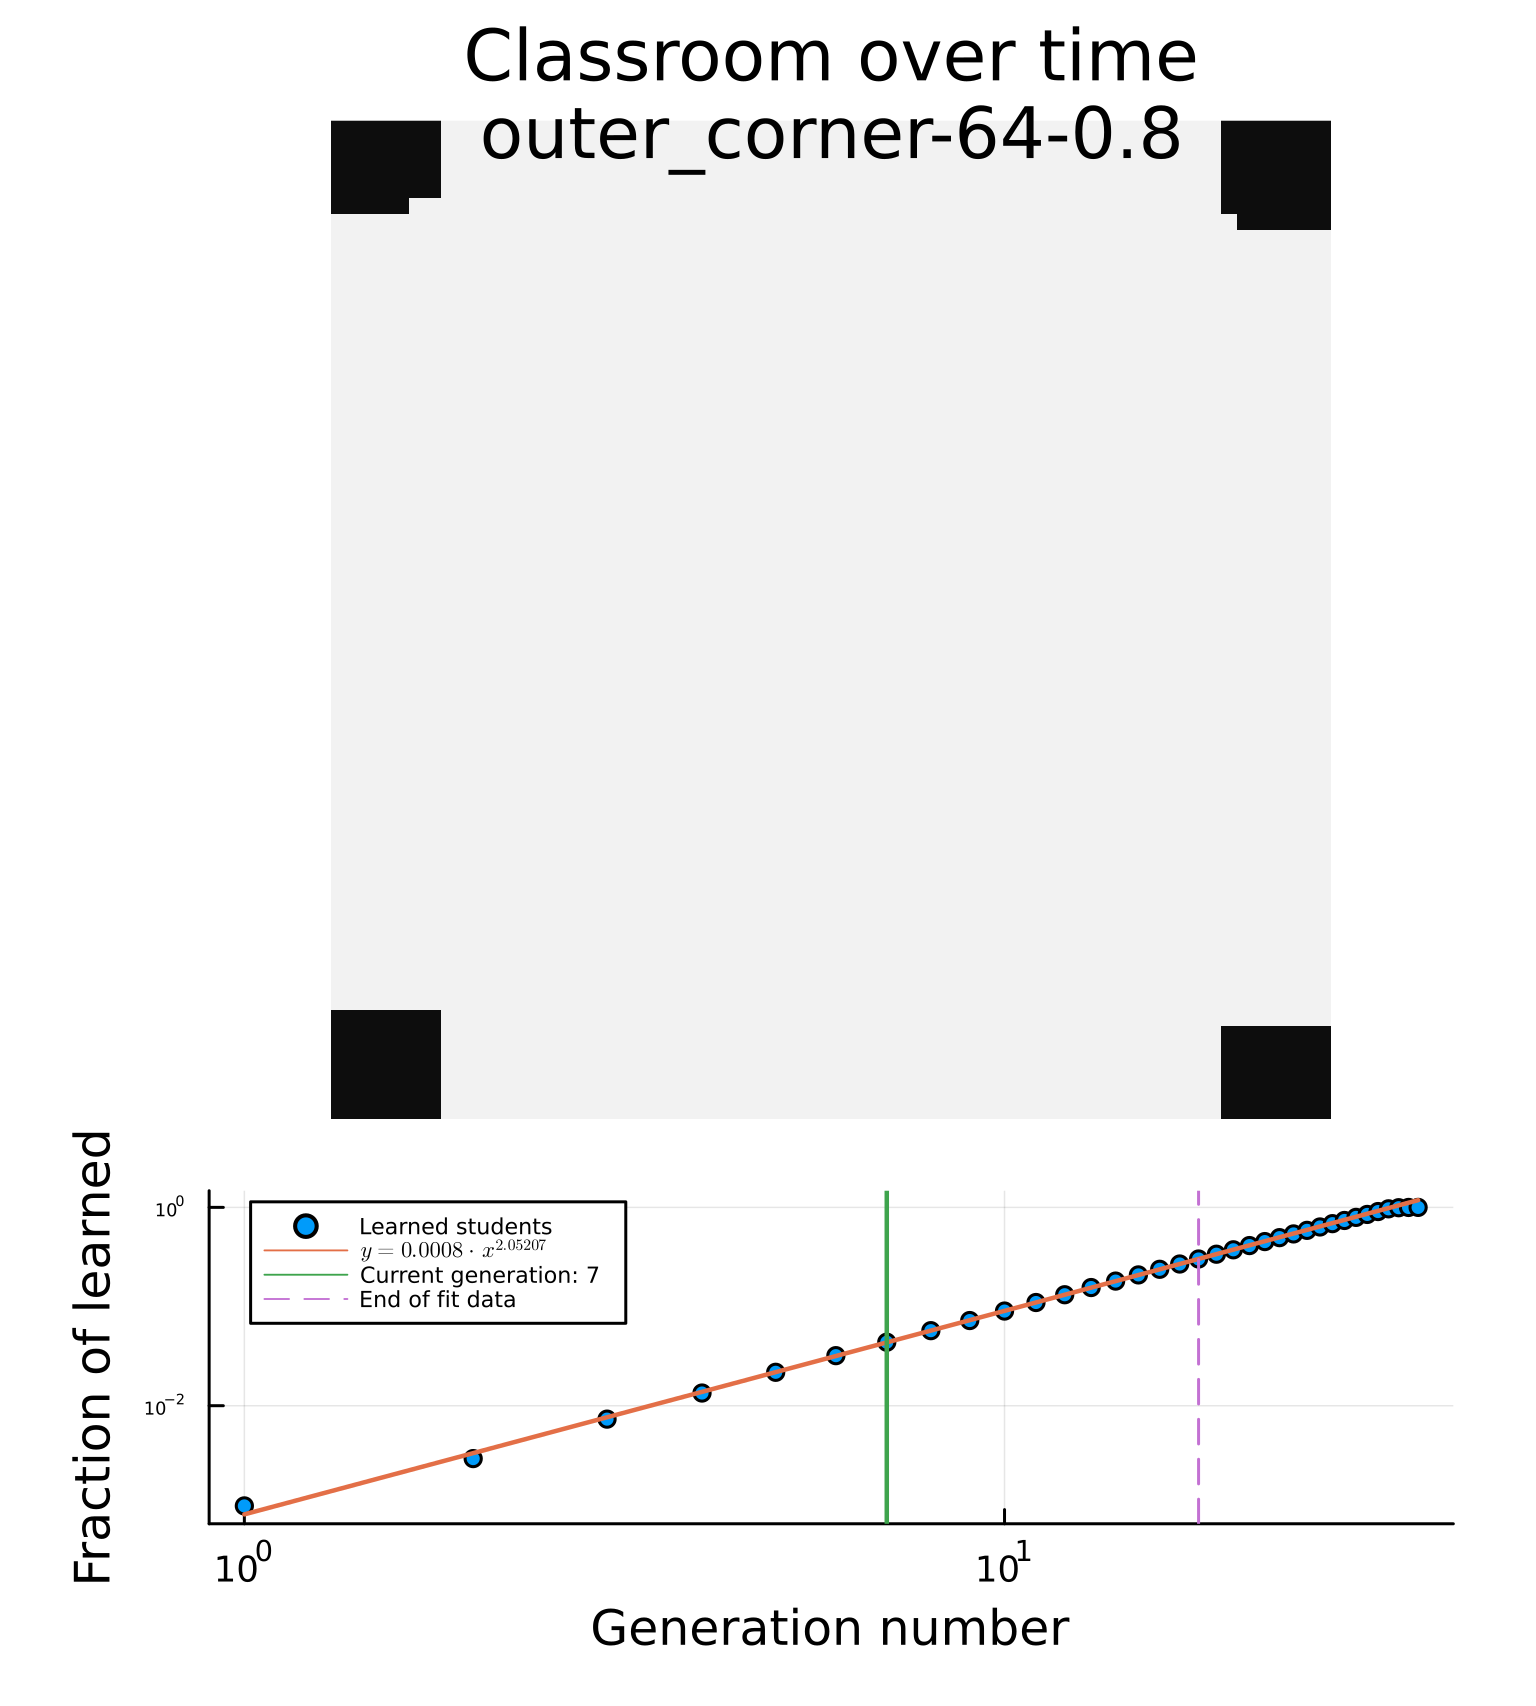 Classroom over time
outer_corner-64-0.8
Fraction of learned
10^0
10^−2
Learned students
y = 0.0008 · x^2.05207
Current generation: 7
End of fit data
10^0
10^1
Generation number